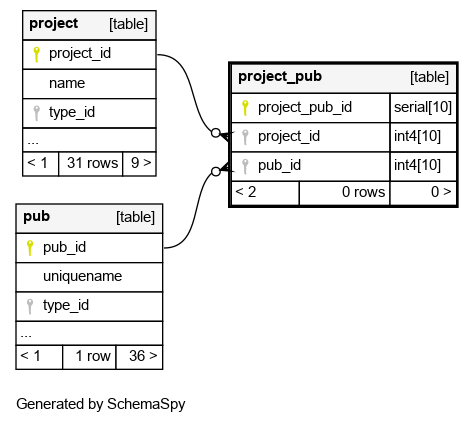 project [table]
project_id
name
type_id
...
< 1 31 rows 9 >
project_pub [table]
project_pub_id serial[10]
project_id int4[10]
pub_id int4[10]
< 2 0 rows 0 >
pub [table]
pub_id
uniquename
type_id
...
< 1 1 row 36 >
Generated by SchemaSpy